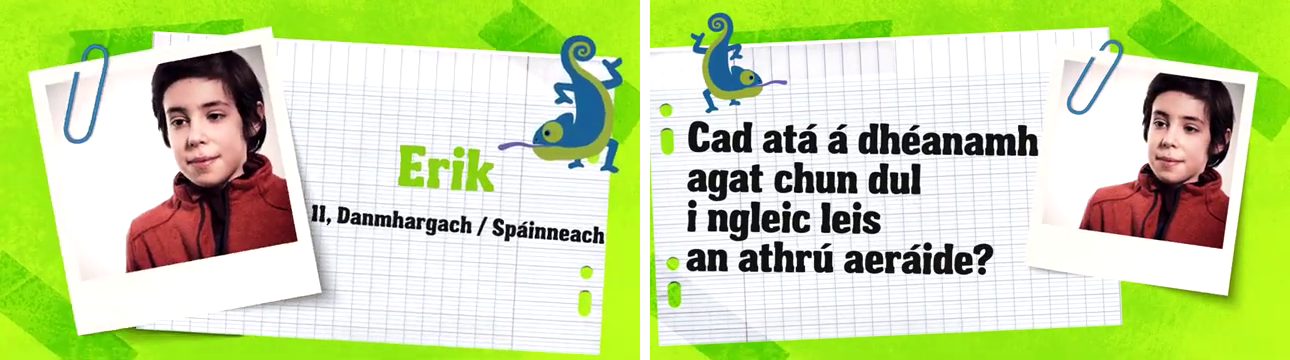 Erik
11, Danmhargach / Spáinneach
Cad atá á dhéanamh
agat chun dul
i ngleic leis
an athrú aeráide?